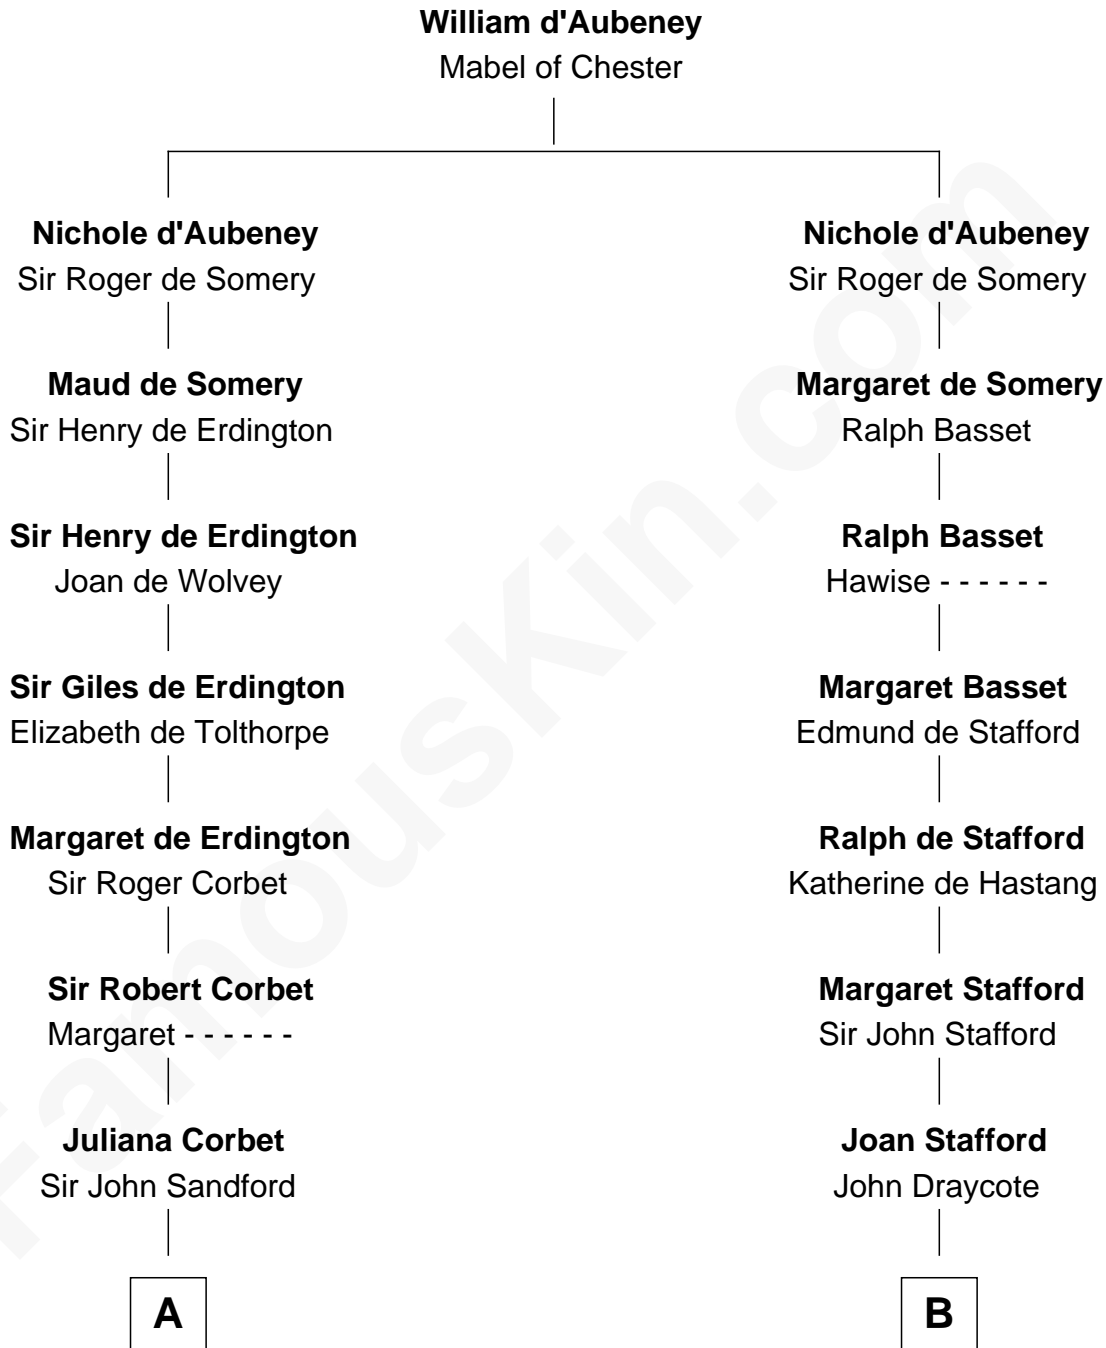 William d'Aubeney
Mabel of Chester
Nichole d'Aubeney
Sir Roger de Somery
Maud de Somery
Sir Henry de Erdington
Sir Henry de Erdington
Joan de Wolvey
Sir Giles de Erdington
Elizabeth de Tolthorpe
Margaret de Erdington
Sir Roger Corbet
Sir Robert Corbet
Margaret - - - - - -
Juliana Corbet
Sir John Sandford
A
Nichole d'Aubeney
Sir Roger de Somery
Margaret de Somery
Ralph Basset
Ralph Basset
Hawise - - - - - -
Margaret Basset
Edmund de Stafford
Ralph de Stafford
Katherine de Hastang
Margaret Stafford
Sir John Stafford
Joan Stafford
John Draycote
B
FamousKin.com